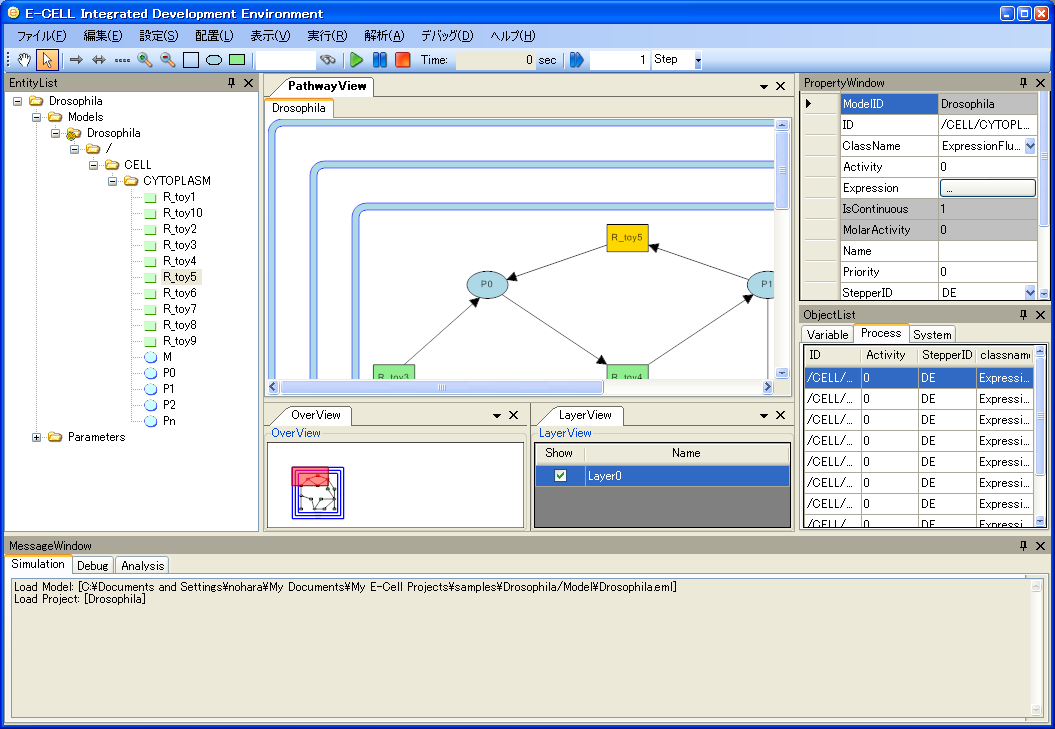 E-CELL Integrated Development Environment
ファイル(F) 編集(E) 設定(S) 配置(L) 表示(V) 実行(R) 解析(A) デバッグ(D) ヘルプ(H)
Time: 0 sec 1 Step
EntityList
Drosophila
Models
Drosophila
/
CELL
CYTOPLASM
R_toy1
R_toy10
R_toy2
R_toy3
R_toy4
R_toy5
R_toy6
R_toy7
R_toy8
R_toy9
M
P0
P1
P2
Pn
Parameters
PathwayView
Drosophila
R_toy5
P0
P1
R_toy3
R_toy4
OverView
OverView
LayerView
LayerView
Show Name
Layer0
PropertyWindow
ModelID Drosophila
ID /CELL/CYTOPL...
ClassName ExpressionFlu...
Activity 0
Expression ...
IsContinuous 1
MolarActivity 0
Name
Priority 0
StepperID DE
ObjectList
Variable Process System
ID Activity StepperID classname
/CELL/... 0 DE Expressi...
/CELL/... 0 DE Expressi...
/CELL/... 0 DE Expressi...
/CELL/... 0 DE Expressi...
/CELL/... 0 DE Expressi...
/CELL/... 0 DE Expressi...
/CELL/... 0 DE Expressi...
/CELL/... 0 DE Expressi...
MessageWindow
Simulation Debug Analysis
Load Model: [C:¥Documents and Settings¥nohara¥My Documents¥My E-Cell Projects¥samples¥Drosophila/Model¥Drosophila.eml]
Load Project: [Drosophila]